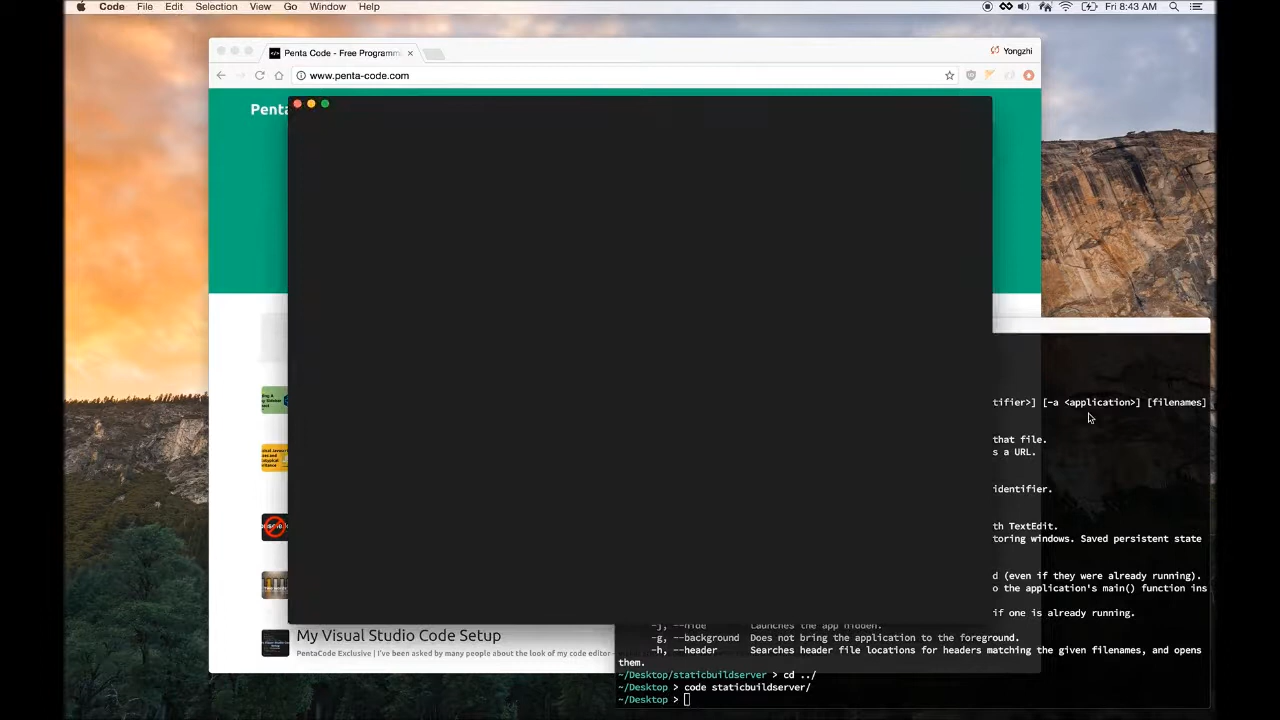 Code File Edit Selection View Go Window Help Fri 8:43 AM
Penta Code - Free Programmi
Yongzhi
www.penta-code.com
Penta
tifier>] [-a <application>] [filenames]
that file.
s a URL.
identifier.
th TextEdit.
toring windows. Saved persistent state
d (even if they were already running).
o the application's main() function ins
if one is already running.
-j, --hide Launches the app hidden.
-g, --background Does not bring the application to the foreground.
-h, --header Searches header file locations for headers matching the given filenames, and opens
them.
~/Desktop/staticbuildserver > cd ../
~/Desktop > code staticbuildserver/
~/Desktop >
My Visual Studio Code Setup
PentaCode Exclusive | I've been asked by many people about the look of my code editor -